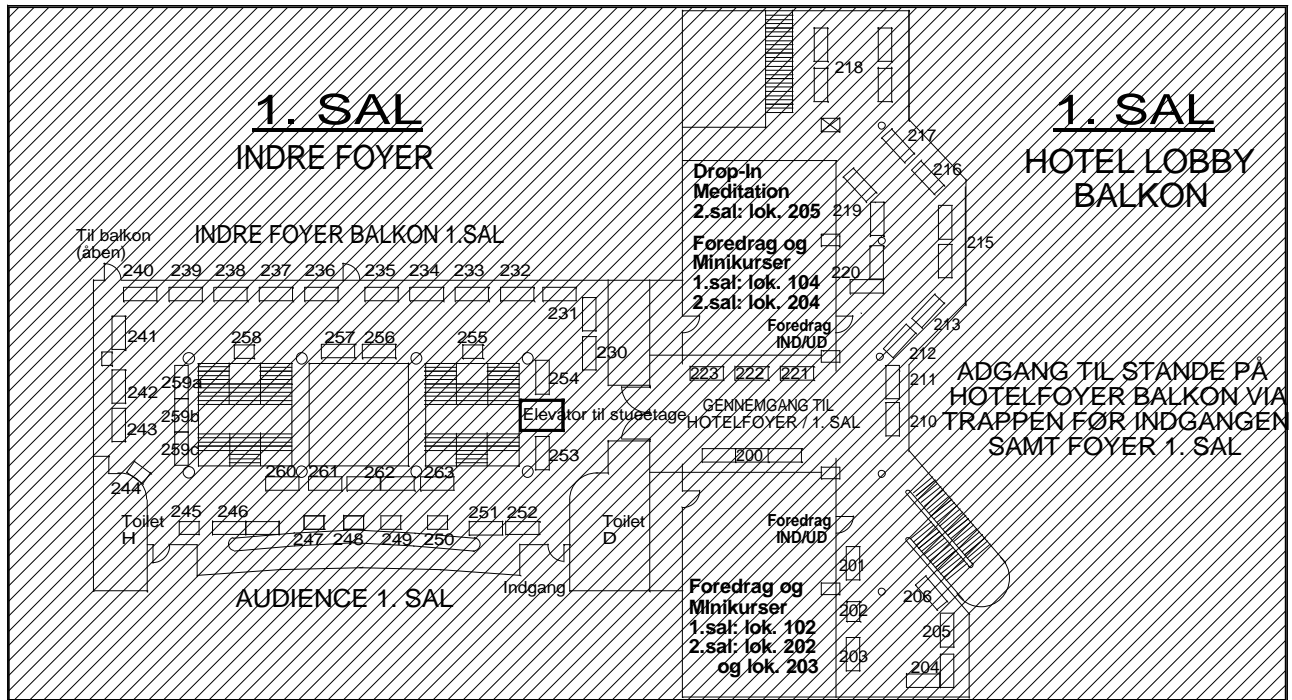 1. SAL
INDRE FOYER
1. SAL
HOTEL LOBBY
BALKON
218
217
216
Drop-In
Meditation
2.sal: lok. 205
219
215
Foredrag og
Minikurser
1.sal: lok. 104
2.sal: lok. 204
220
Foredrag
IND/UD
213
212
211
210
Til balkon
(åben)
INDRE FOYER BALKON 1.SAL
240 239 238 237 236 235 234 233 232
231
230
241
258 257 256 255
254
242
259a
259b
259c
243
Elevator til stueetage
253
223 222 221
GENNEMGANG TIL
HOTELFOYER / 1. SAL
200
ADGANG TIL STANDE PÅ
HOTELFOYER BALKON VIA
TRAPPEN FØR INDGANGEN
SAMT FOYER 1. SAL
244
260 261 262 263
Toilet
H
245 246 247 248 249 250 251 252
Toilet
D
Indgang
AUDIENCE 1. SAL
Foredrag
IND/UD
201
202
203
Foredrag og
MInikurser
1.sal: lok. 102
2.sal: lok. 202
og lok. 203
206
205
204